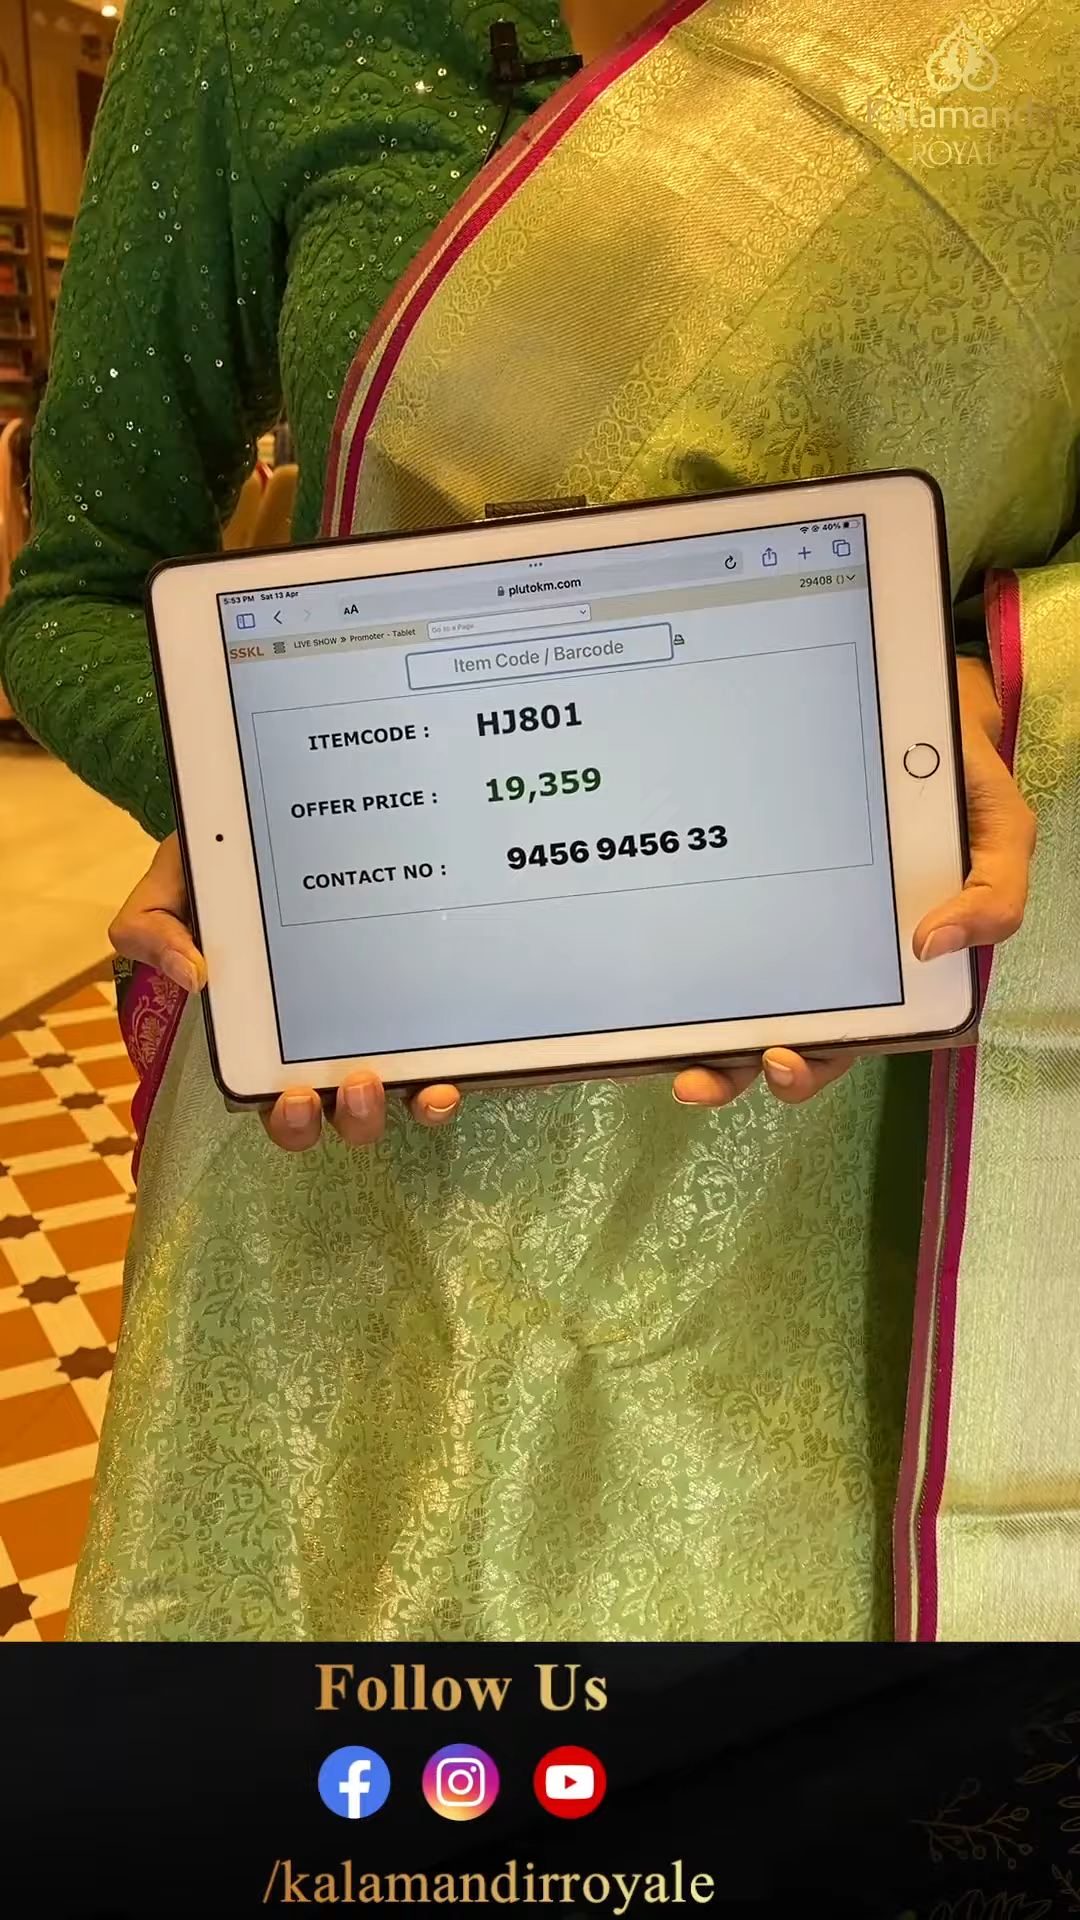 Kalamandir
ROYALE
5:53 PM Sat 13 Apr
40%
AA
plutokm.com
SSKL
LIVE SHOW » Promoter - Tablet
Go to a Page
29408 ()
Item Code / Barcode
ITEMCODE : HJ801
OFFER PRICE : 19,359
CONTACT NO : 9456 9456 33
Follow Us
/kalamandirroyale